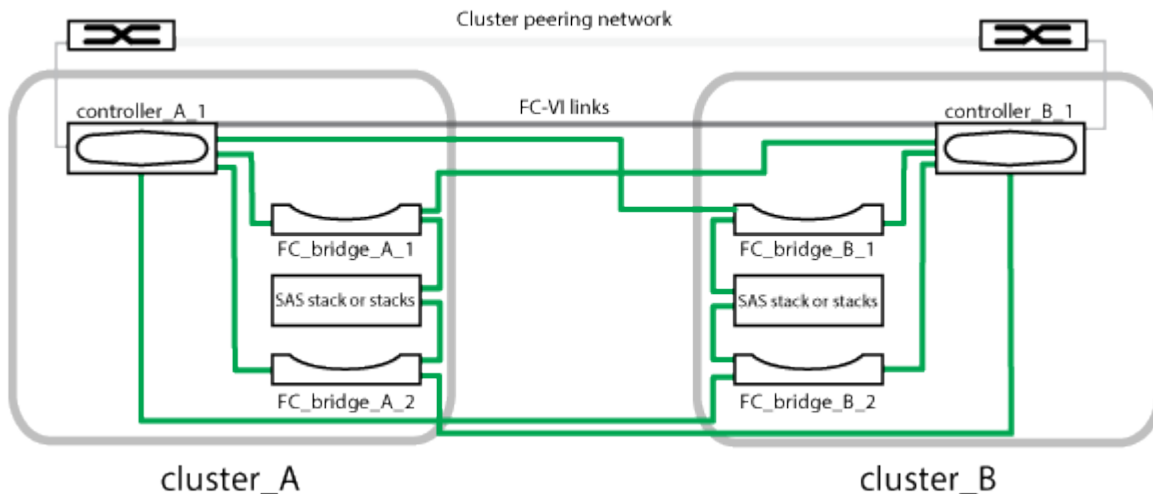 Cluster peering network
controller_A_1
FC-VI links
controller_B_1
FC_bridge_A_1
FC_bridge_B_1
SAS stack or stacks
SAS stack or stacks
FC_bridge_A_2
FC_bridge_B_2
cluster_A
cluster_B